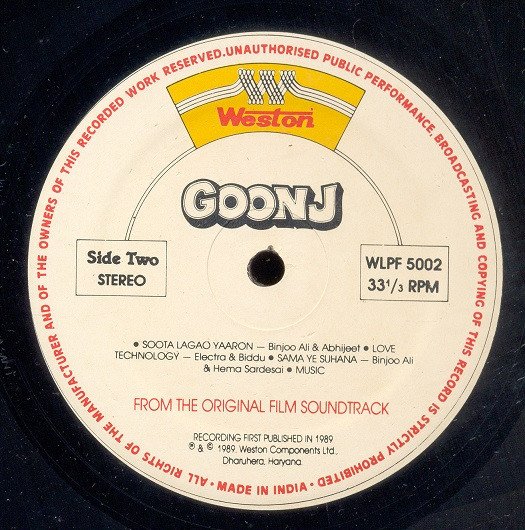 • ALL RIGHTS OF THE MANUFACTURER AND OF THE OWNERS OF THIS RECORDED WORK RESERVED.UNAUTHORISED PUBLIC PERFORMANCE, BROADCASTING AND COPYING OF THIS RECORD IS STRICTLY PROHIBITED •
Weston
GOONJ
Side Two
STEREO
WLPF 5002
33 1/3 RPM
• SOOTA LAGAO YAARON — Binjoo Ali & Abhijeet • LOVE
TECHNOLOGY — Electra & Biddu • SAMA YE SUHANA — Binjoo Ali
& Hema Sardesai • MUSIC
FROM THE ORIGINAL FILM SOUNDTRACK
RECORDING FIRST PUBLISHED IN 1989
℗ & © 1989. Weston Components Ltd.,
Dharuhera, Haryana.
MADE IN INDIA